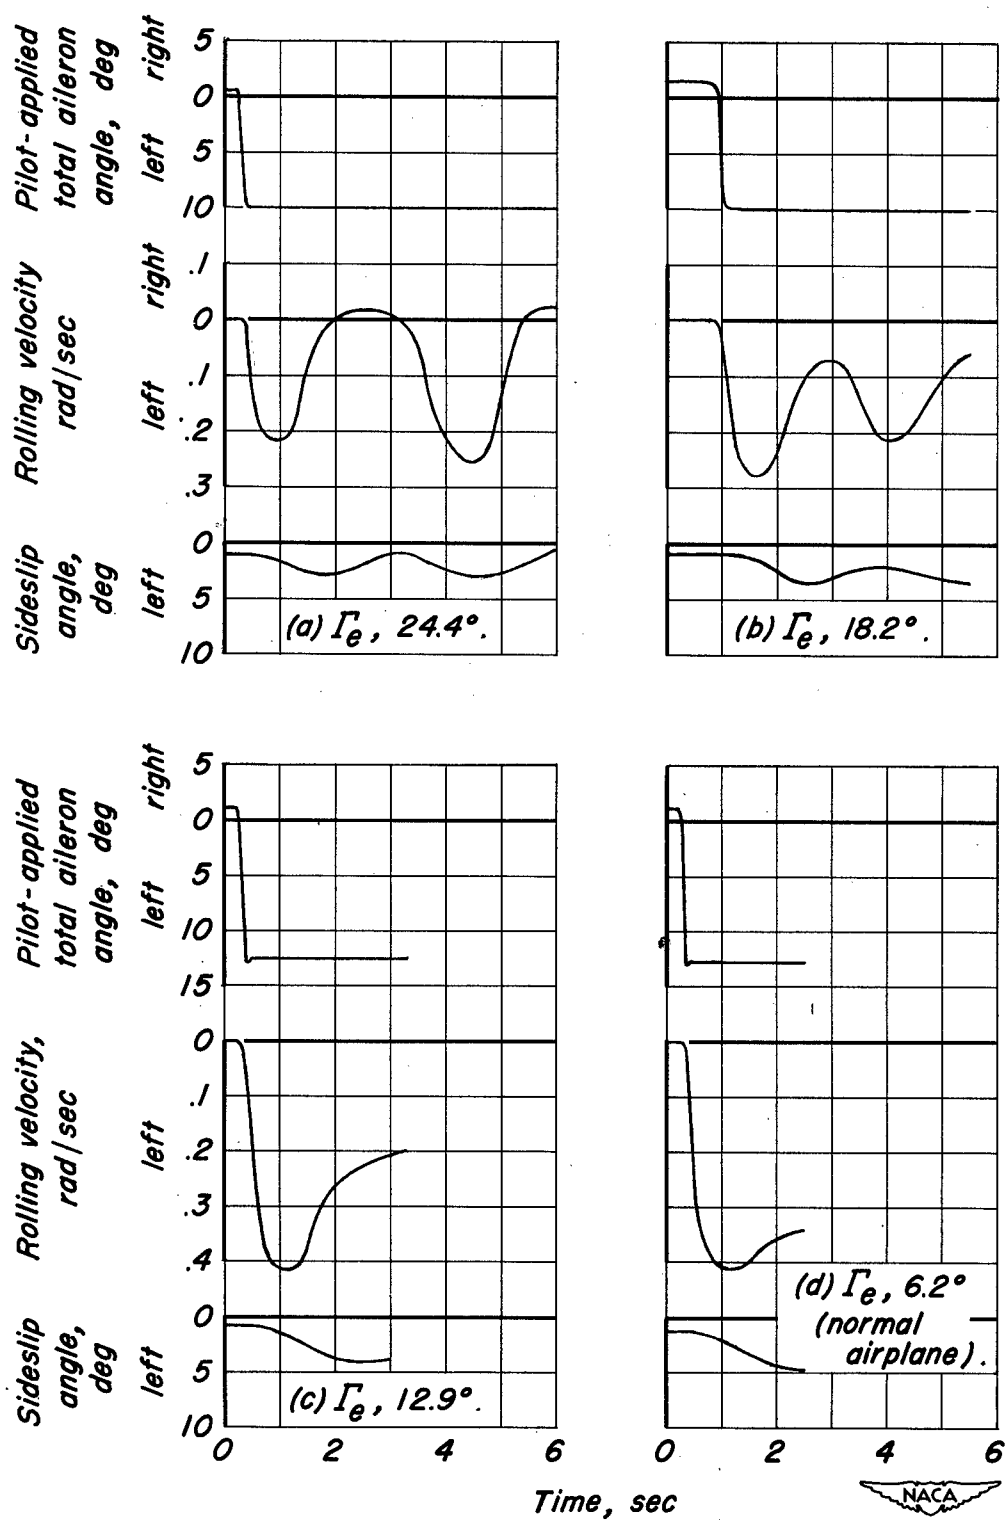 Pilot-applied
total aileron
angle, deg
left right
5
0
5
10
Rolling velocity
rad/sec
left right
.1
0
.1
.2
.3
Sideslip
angle,
deg
left
0
5
10
(a) Γe, 24.4°.
(b) Γe, 18.2°.
Pilot-applied
total aileron
angle, deg
left right
5
0
5
10
15
Rolling velocity,
rad/sec
left
0
.1
.2
.3
.4
Sideslip
angle,
deg
left
0
5
10
(c) Γe, 12.9°.
(d) Γe, 6.2°
(normal
airplane).
0 2 4 6
0 2 4 6
Time, sec
NACA